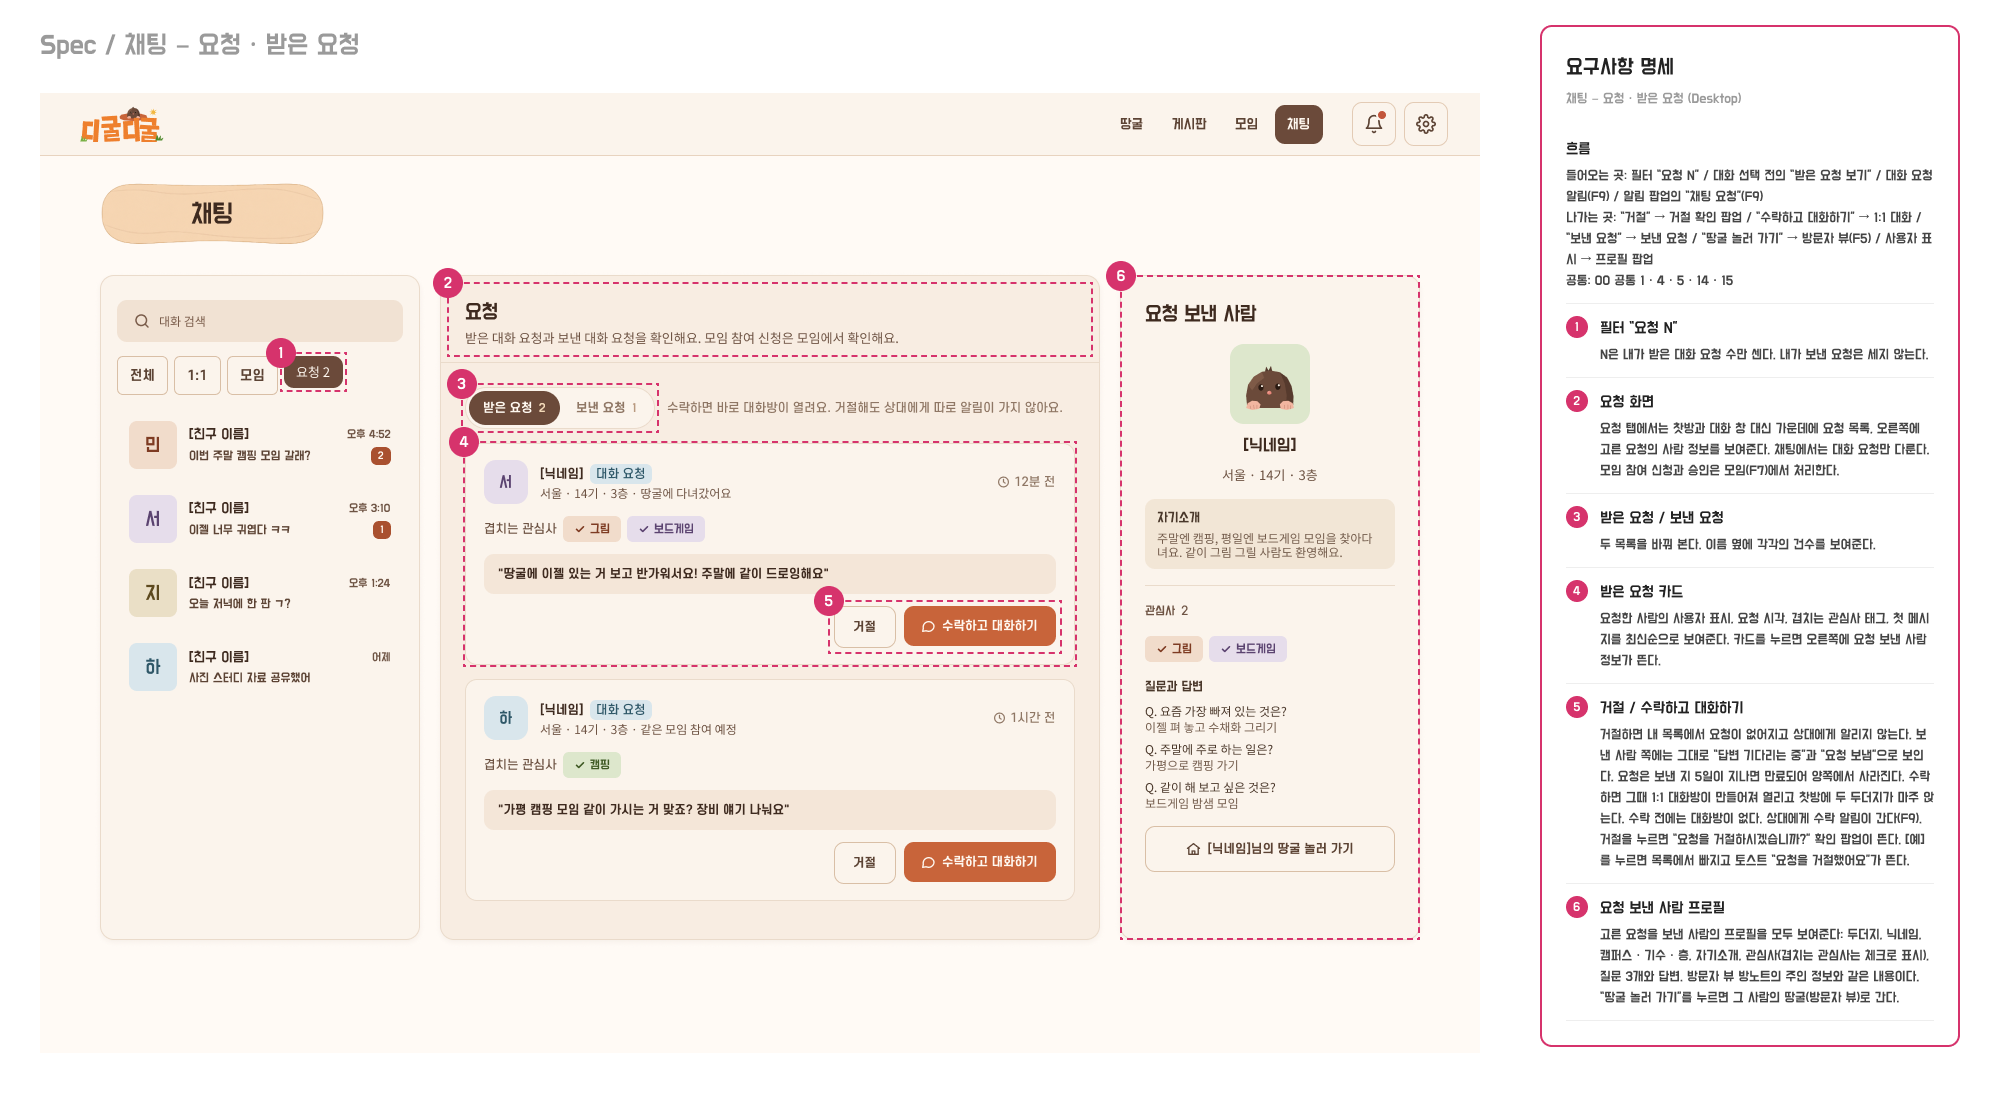 Spec / 채팅 – 요청 · 받은 요청
디굴디굴
땅굴
게시판
모임
채팅
채팅
대화 검색
전체
1:1
모임
1
요청 2
민
[친구 이름]
오후 4:52
이번 주말 캠핑 모임 갈래?
2
서
[친구 이름]
오후 3:10
이젤 너무 귀엽다 ㅋㅋ
1
지
[친구 이름]
오후 1:24
오늘 저녁에 한 판 ㄱ?
하
[친구 이름]
어제
사진 스터디 자료 공유했어
2
요청
받은 대화 요청과 보낸 대화 요청을 확인해요. 모임 참여 신청은 모임에서 확인해요.
3
받은 요청 2
보낸 요청 1
수락하면 바로 대화방이 열려요. 거절해도 상대에게 따로 알림이 가지 않아요.
4
서
[닉네임] 대화 요청
서울 · 14기 · 3층 · 땅굴에 다녀갔어요
12분 전
겹치는 관심사
그림
보드게임
"땅굴에 이젤 있는 거 보고 반가워서요! 주말에 같이 드로잉해요"
5
거절
수락하고 대화하기
하
[닉네임] 대화 요청
서울 · 14기 · 3층 · 같은 모임 참여 예정
1시간 전
겹치는 관심사
캠핑
"가평 캠핑 모임 같이 가시는 거 맞죠? 장비 얘기 나눠요"
거절
수락하고 대화하기
6
요청 보낸 사람
[닉네임]
서울 · 14기 · 3층
자기소개
주말엔 캠핑, 평일엔 보드게임 모임을 찾아다
녀요. 같이 그림 그릴 사람도 환영해요.
관심사 2
그림
보드게임
질문과 답변
Q. 요즘 가장 빠져 있는 것은?
이젤 펴 놓고 수채화 그리기
Q. 주말에 주로 하는 일은?
가평으로 캠핑 가기
Q. 같이 해 보고 싶은 것은?
보드게임 밤샘 모임
[닉네임]님의 땅굴 놀러 가기
요구사항 명세
채팅 – 요청 · 받은 요청 (Desktop)
흐름
들어오는 곳: 필터 "요청 N" / 대화 선택 전의 "받은 요청 보기" / 대화 요청
알림(F9) / 알림 팝업의 "채팅 요청"(F9)
나가는 곳: "거절" → 거절 확인 팝업 / "수락하고 대화하기" → 1:1 대화 /
"보낸 요청" → 보낸 요청 / "땅굴 놀러 가기" → 방문자 뷰(F5) / 사용자 표
시 → 프로필 팝업
공통: 00 공통 1 · 4 · 5 · 14 · 15
1 필터 "요청 N"
N은 내가 받은 대화 요청 수만 센다. 내가 보낸 요청은 세지 않는다.
2 요청 화면
요청 탭에서는 찻방과 대화 창 대신 가운데에 요청 목록, 오른쪽에
고른 요청의 사람 정보를 보여준다. 채팅에서는 대화 요청만 다룬다.
모임 참여 신청과 승인은 모임(F7)에서 처리한다.
3 받은 요청 / 보낸 요청
두 목록을 바꿔 본다. 이름 옆에 각각의 건수를 보여준다.
4 받은 요청 카드
요청한 사람의 사용자 표시, 요청 시각, 겹치는 관심사 태그, 첫 메시
지를 최신순으로 보여준다. 카드를 누르면 오른쪽에 요청 보낸 사람
정보가 뜬다.
5 거절 / 수락하고 대화하기
거절하면 내 목록에서 요청이 없어지고 상대에게 알리지 않는다. 보
낸 사람 쪽에는 그대로 "답변 기다리는 중"과 "요청 보냄"으로 보인
다. 요청은 보낸 지 5일이 지나면 만료되어 양쪽에서 사라진다. 수락
하면 그때 1:1 대화방이 만들어져 열리고 찻방에 두 두더지가 마주 앉
는다. 수락 전에는 대화방이 없다. 상대에게 수락 알림이 간다(F9).
거절을 누르면 "요청을 거절하시겠습니까?" 확인 팝업이 뜬다. [예]
를 누르면 목록에서 빠지고 토스트 "요청을 거절했어요"가 뜬다.
6 요청 보낸 사람 프로필
고른 요청을 보낸 사람의 프로필을 모두 보여준다: 두더지, 닉네임,
캠퍼스 · 기수 · 층, 자기소개, 관심사(겹치는 관심사는 체크로 표시),
질문 3개와 답변. 방문자 뷰 방노트의 주인 정보와 같은 내용이다.
"땅굴 놀러 가기"를 누르면 그 사람의 땅굴(방문자 뷰)로 간다.